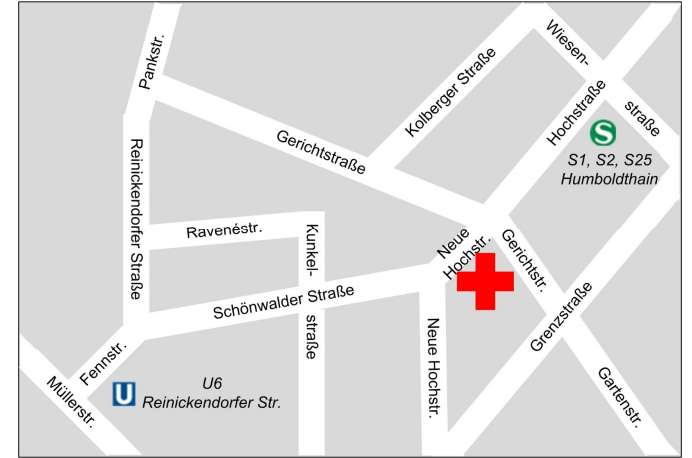 Pankstr.
Wiesen-
straße
Kolberger Straße
Hochstraße
Gerichtstraße
S
S1, S2, S25
Humboldthain
Reinickendorfer Straße
Ravenéstr.
Kunkel-
straße
Neue
Hochstr.
Gerichtstr.
Schönwalder Straße
Grenzstraße
Neue Hochstr.
Fennstr.
Müllerstr.
U
U6
Reinickendorfer Str.
Gartenstr.